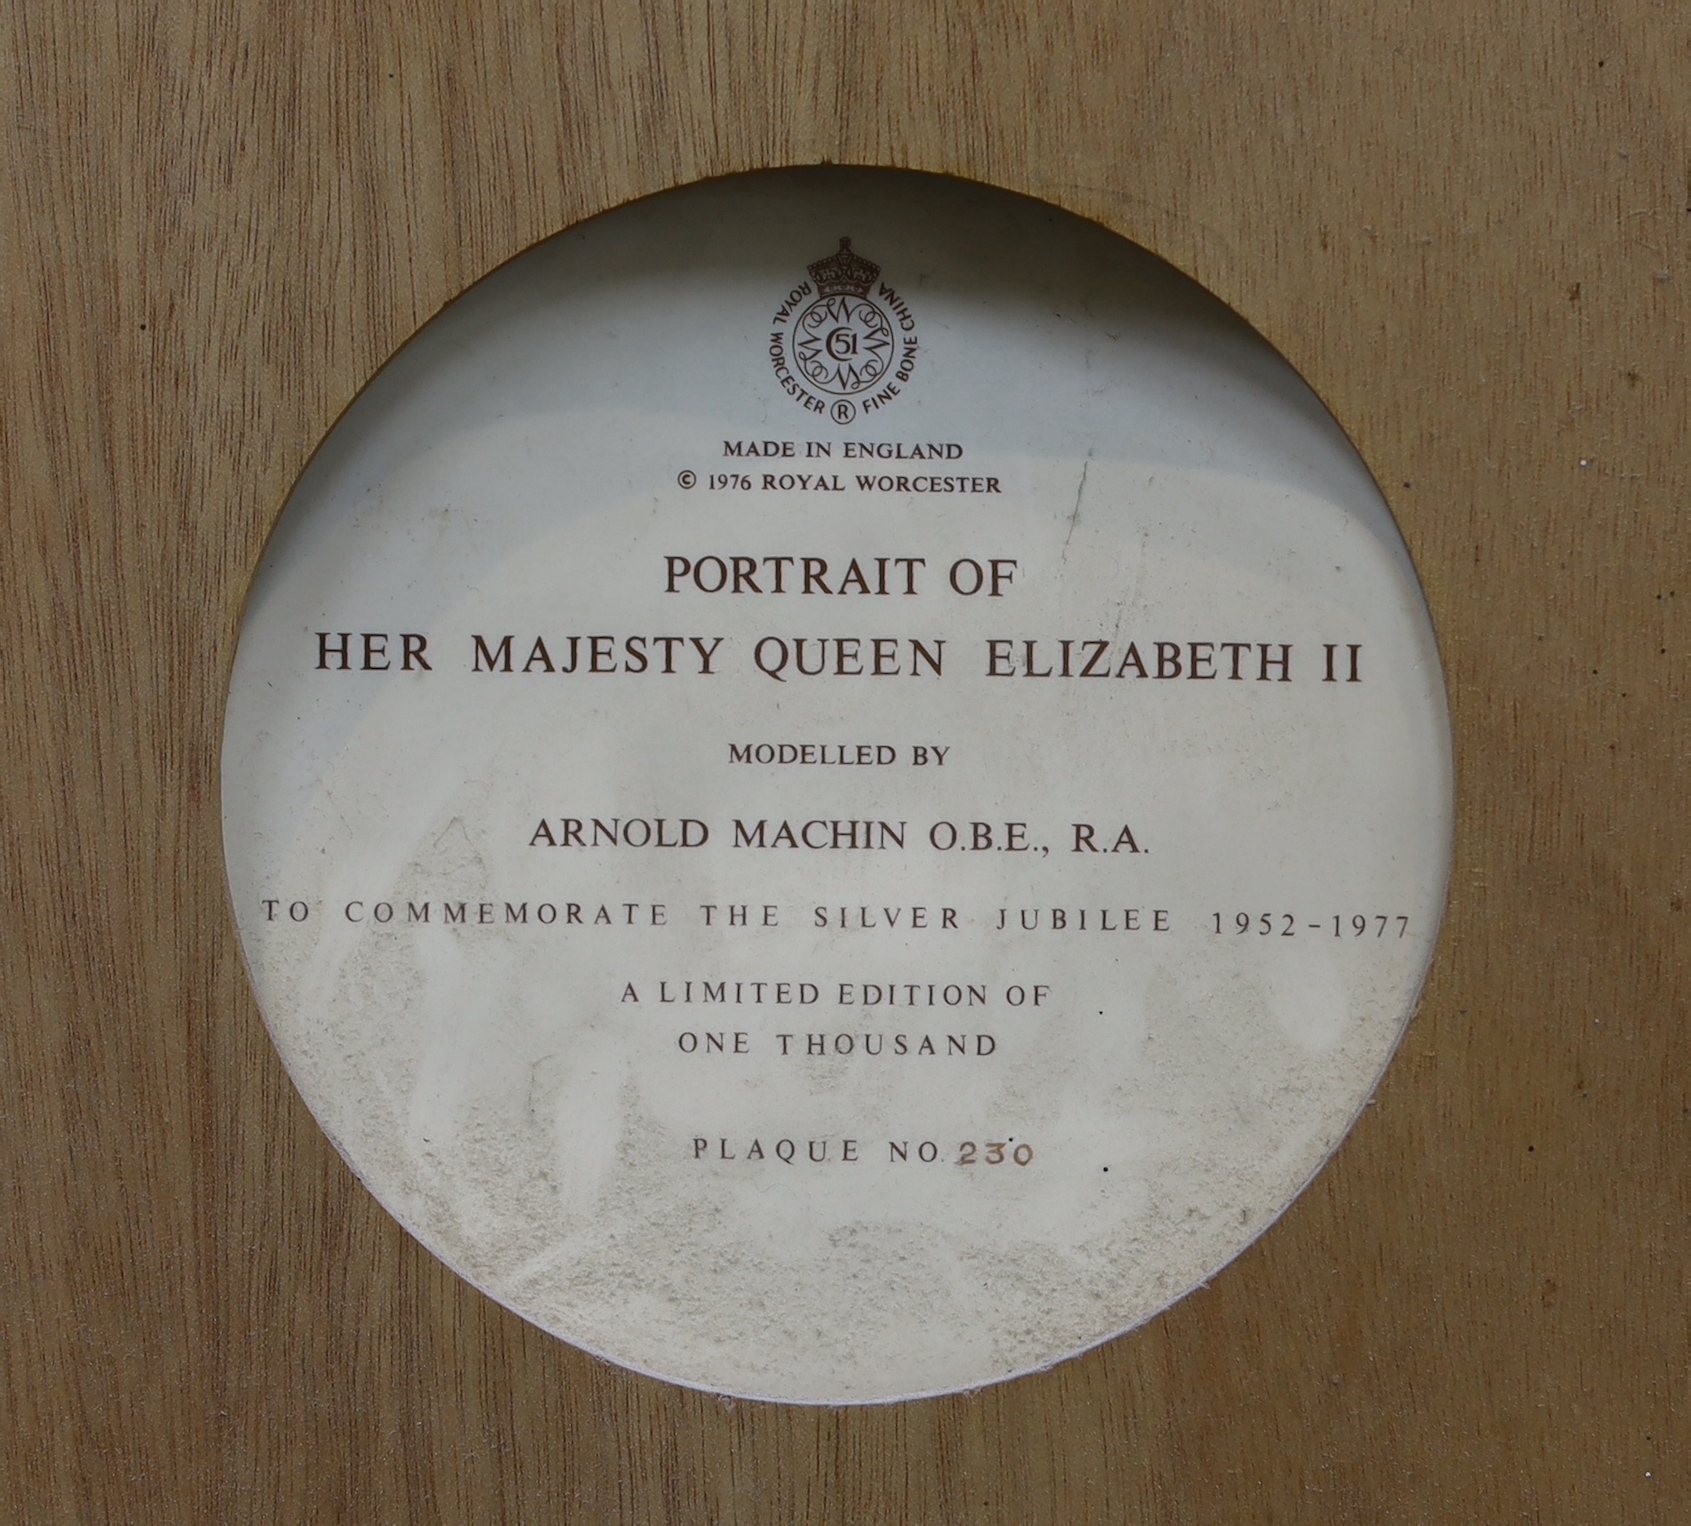 ROYAL WORCESTER ® FINE BONE CHINA
C 51
MADE IN ENGLAND
© 1976 ROYAL WORCESTER
PORTRAIT OF
HER MAJESTY QUEEN ELIZABETH II
MODELLED BY
ARNOLD MACHIN O.B.E., R.A.
TO COMMEMORATE THE SILVER JUBILEE 1952-1977
A LIMITED EDITION OF
ONE THOUSAND
PLAQUE NO. 230